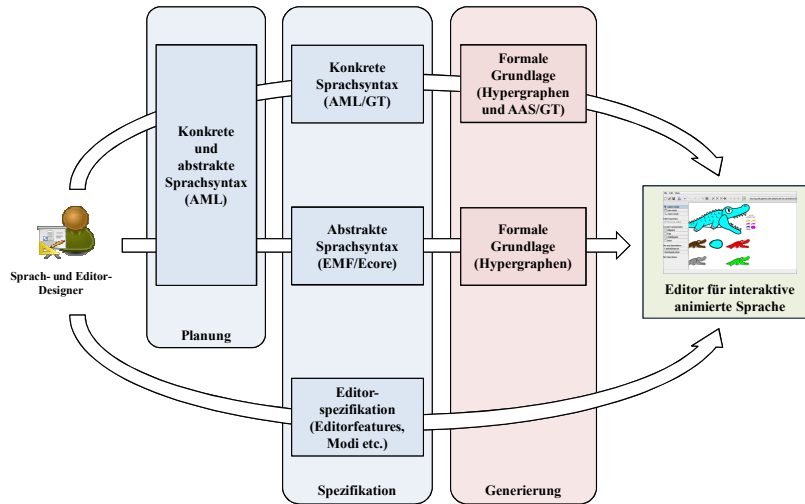 Konkrete
und
abstrakte
Sprachsyntax
(AML)
Planung
Konkrete
Sprachsyntax
(AML/GT)
Abstrakte
Sprachsyntax
(EMF/Ecore)
Editor-
spezifikation
(Editorfeatures,
Modi etc.)
Spezifikation
Formale
Grundlage
(Hypergraphen
und AAS/GT)
Formale
Grundlage
(Hypergraphen)
Generierung
Sprach- und Editor-
Designer
Editor für interaktive
animierte Sprache